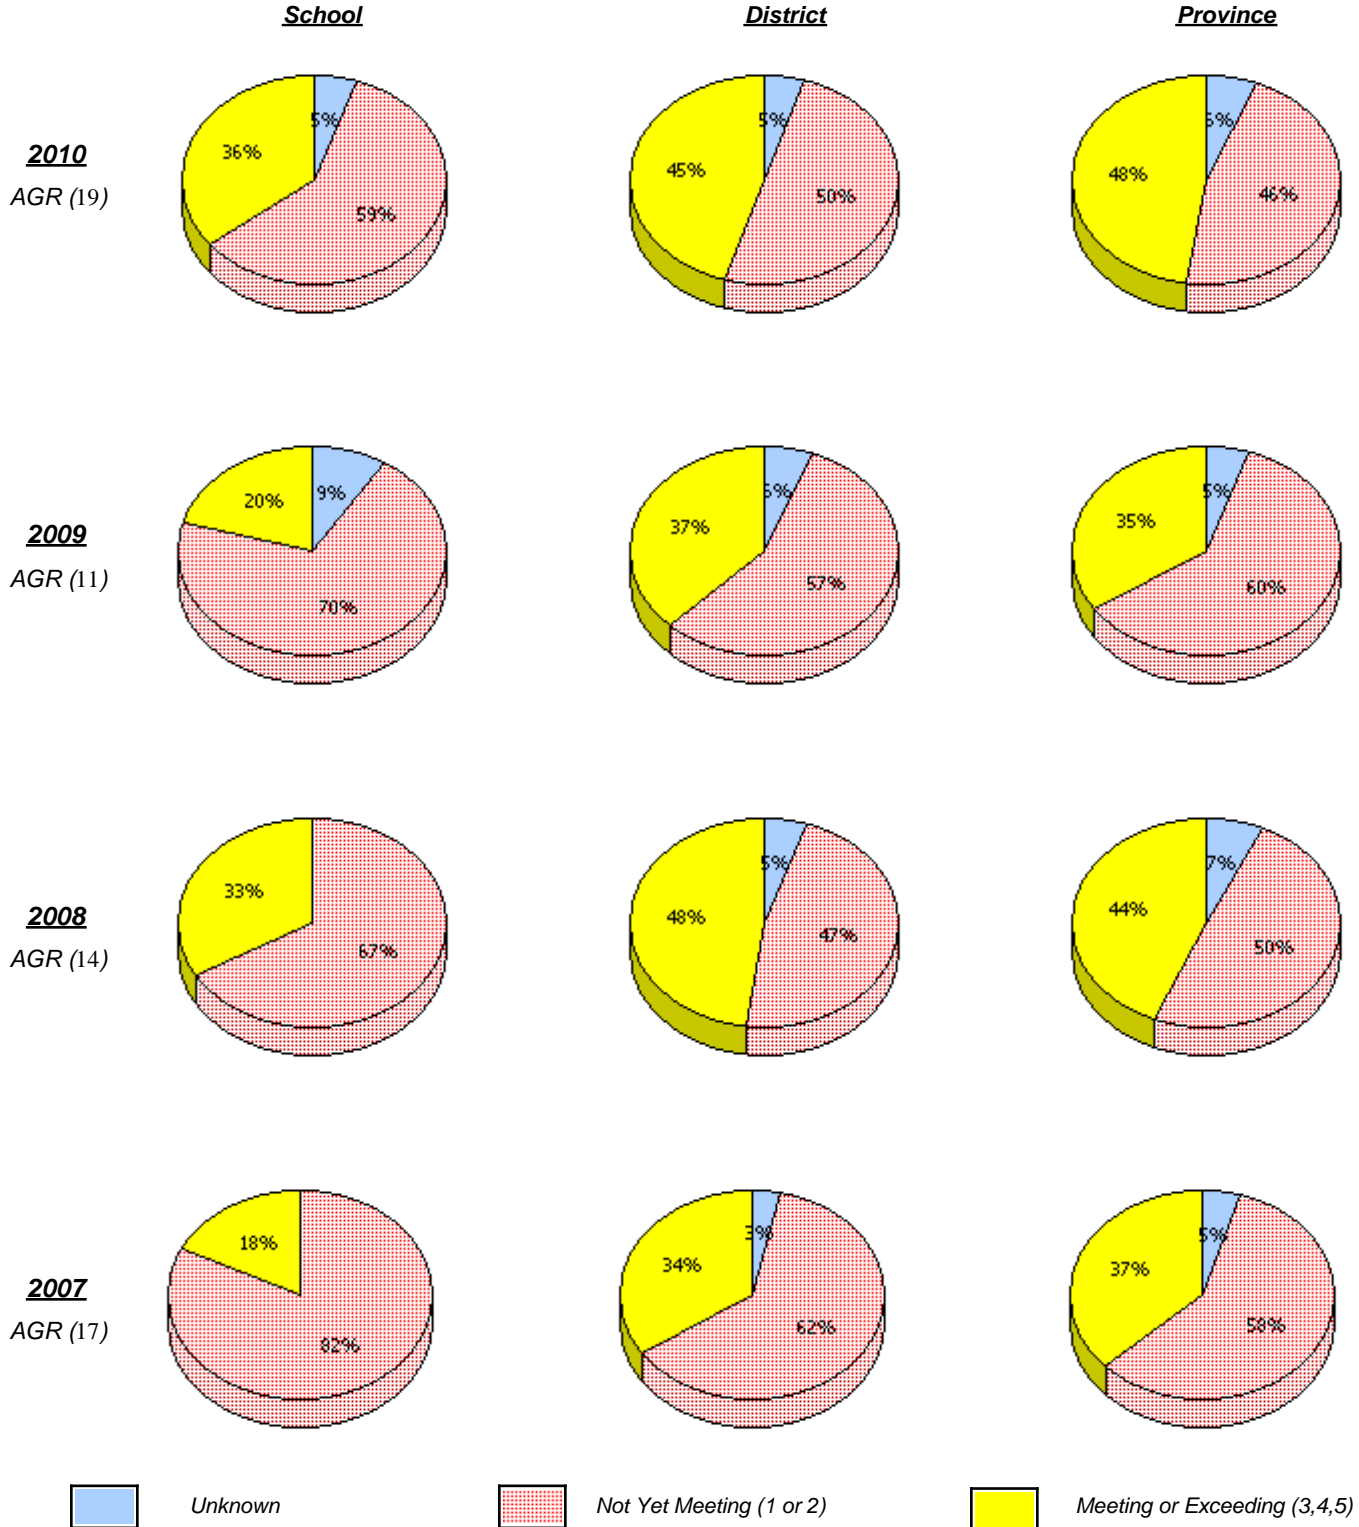 School District Province
2010
AGR (19)
36% 5% 59%
45% 5% 50%
48% 6% 46%
2009
AGR (11)
20% 9% 70%
37% 6% 57%
35% 5% 60%
2008
AGR (14)
33% 67%
48% 5% 47%
44% 7% 50%
2007
AGR (17)
18% 82%
34% 3% 62%
37% 5% 58%
Unknown Not Yet Meeting (1 or 2) Meeting or Exceeding (3,4,5)